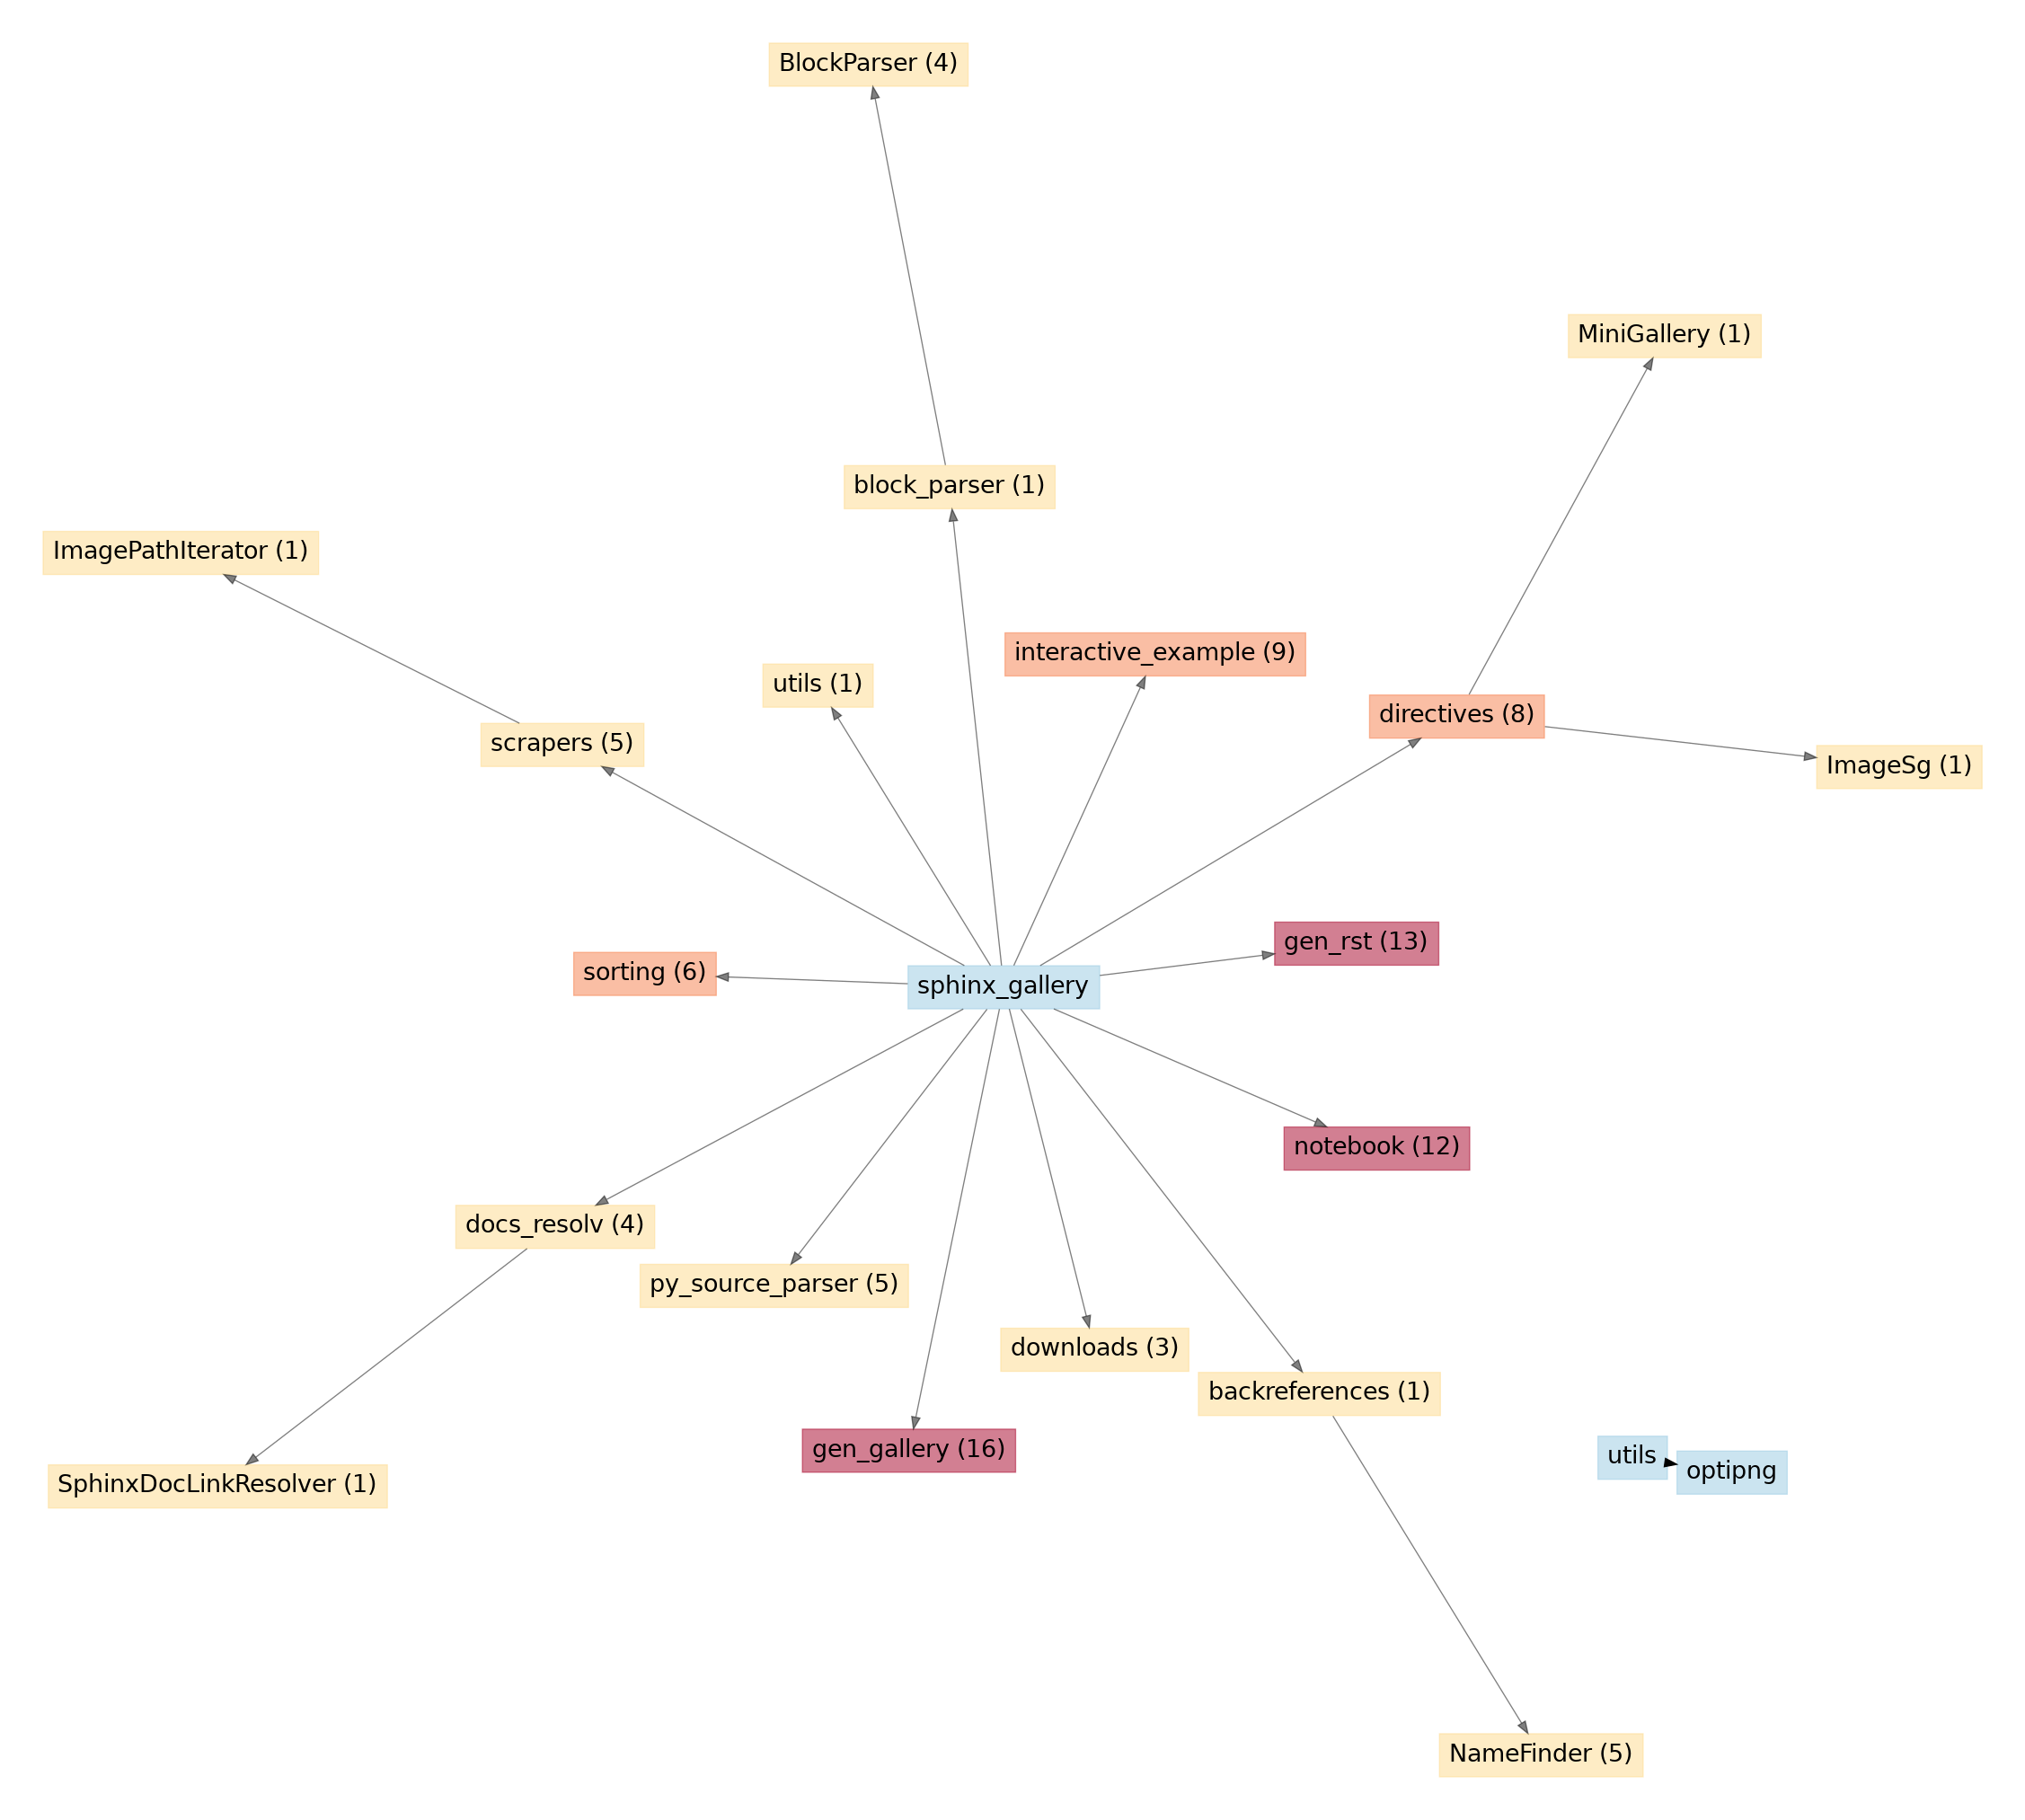 BlockParser (4)
MiniGallery (1)
block_parser (1)
ImagePathIterator (1)
interactive_example (9)
utils (1)
directives (8)
scrapers (5)
ImageSg (1)
gen_rst (13)
sorting (6)
sphinx_gallery
notebook (12)
docs_resolv (4)
py_source_parser (5)
downloads (3)
backreferences (1)
gen_gallery (16)
utils
optipng
SphinxDocLinkResolver (1)
NameFinder (5)